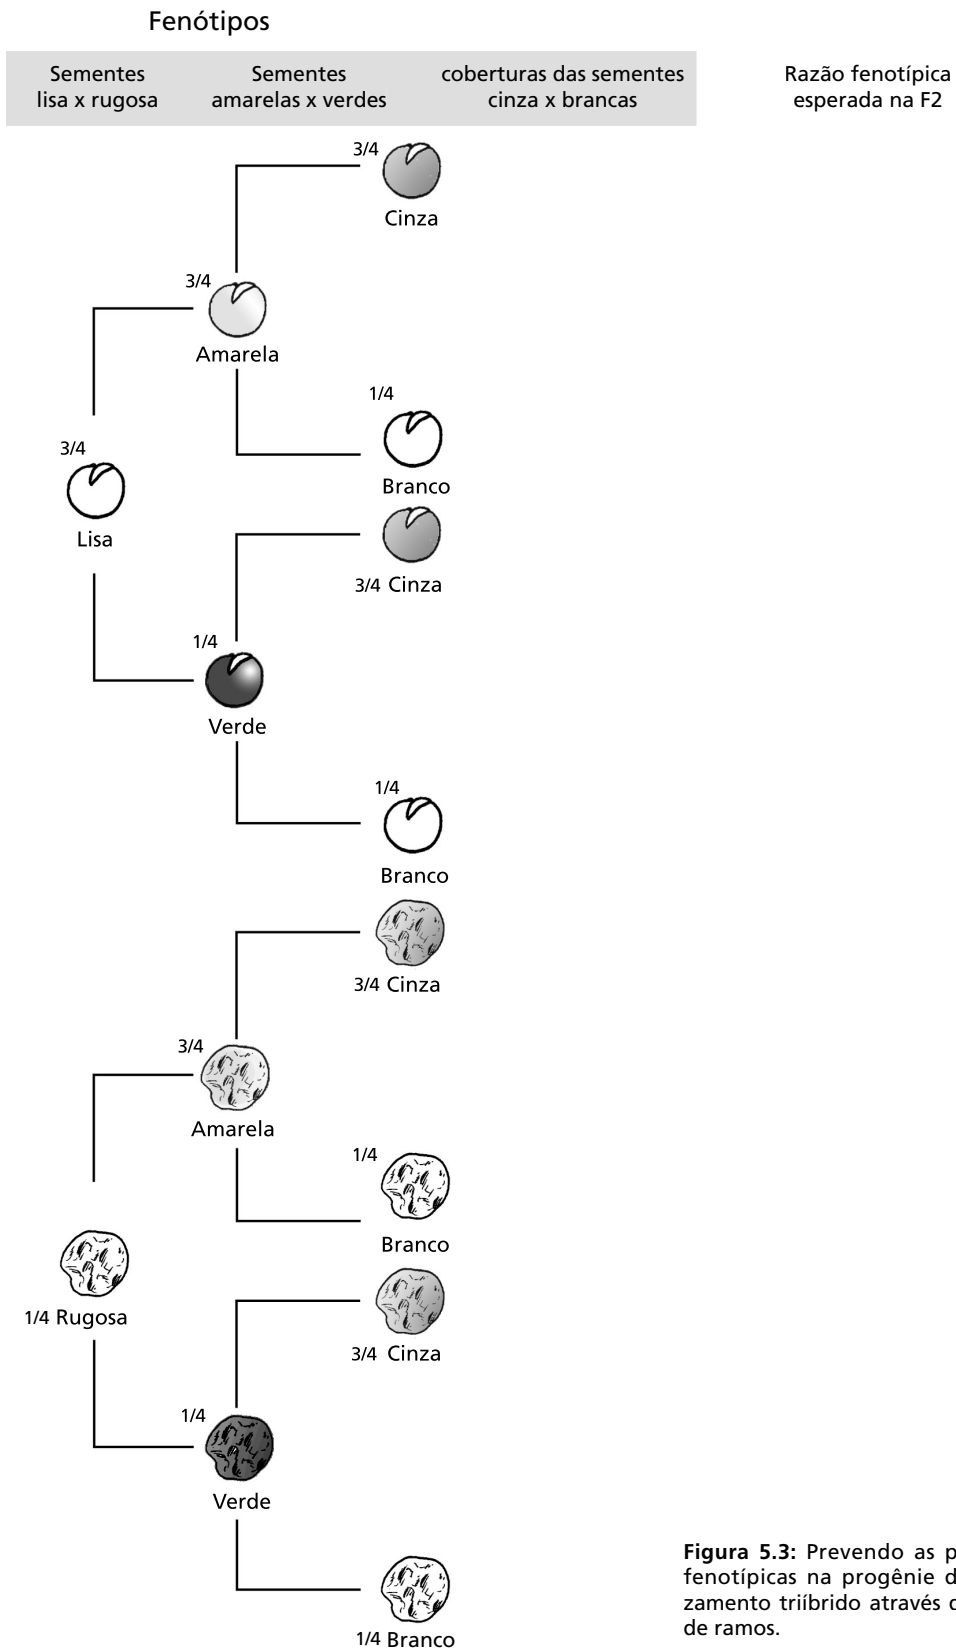 Fenótipos
Sementes
lisa x rugosa
Sementes
amarelas x verdes
coberturas das sementes
cinza x brancas
Razão fenotípica
esperada na F2
3/4
Cinza
3/4
Amarela
1/4
Branco
3/4
Lisa
3/4 Cinza
1/4
Verde
1/4
Branco
3/4 Cinza
3/4
Amarela
1/4
Branco
1/4 Rugosa
3/4 Cinza
1/4
Verde
1/4 Branco
Figura 5.3: Prevendo as p
fenotípicas na progênie d
zamento triíbrido através
de ramos.